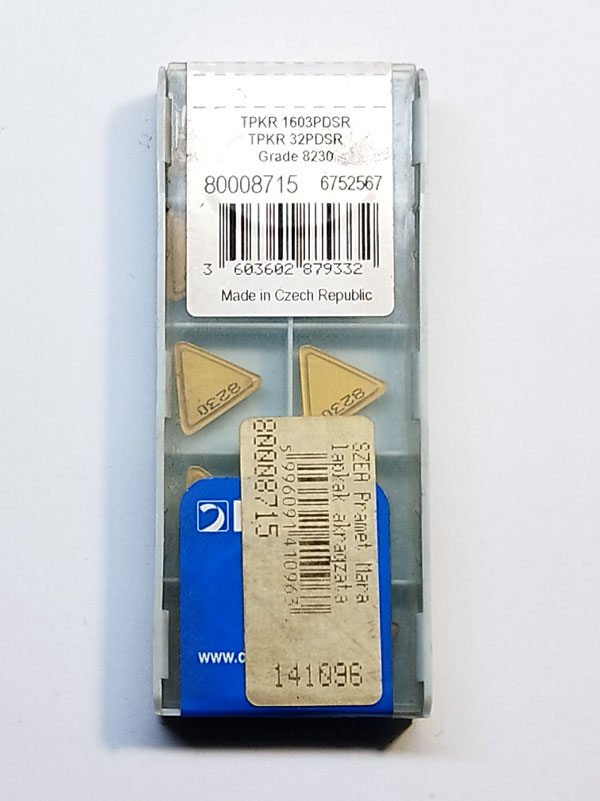 TPKR 1603PDSR
TPKR 32PDSR
Grade 8230
80008715 6752567
3 603602 879332
Made in Czech Republic
8230
8230
SZEA Pramet Mara
lapkak akragzata
5996091410963
80008715
141096
www.